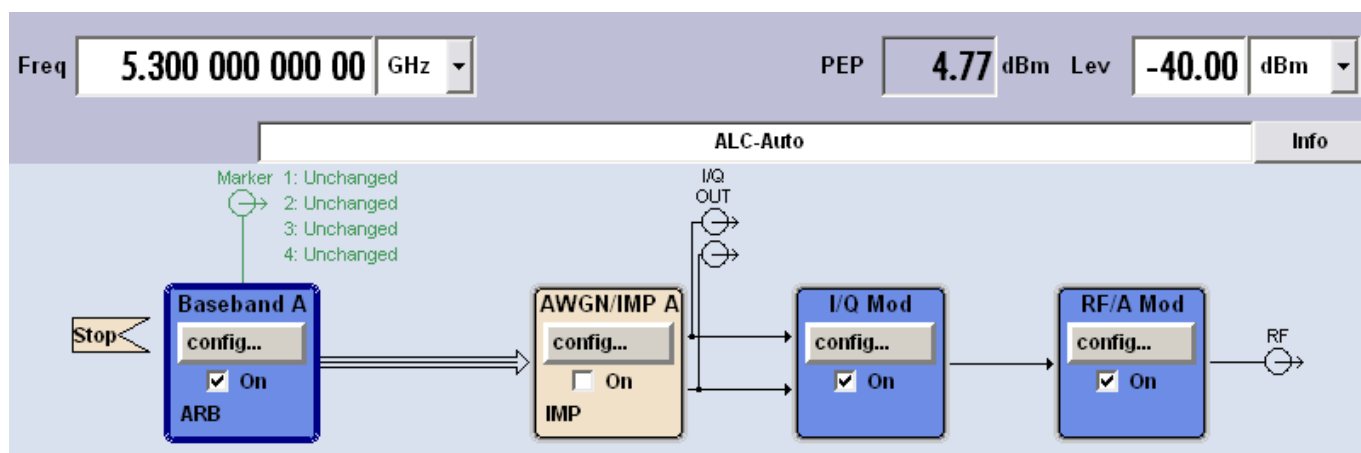 Freq 5.300 000 000 00 GHz PEP 4.77 dBm Lev -40.00 dBm
ALC-Auto Info
Marker 1: Unchanged
2: Unchanged
3: Unchanged
4: Unchanged
I/Q
OUT
Baseband A AWGN/IMP A I/Q Mod RF/A Mod
Stop config... config... config... config... RF
On On On On
ARB IMP